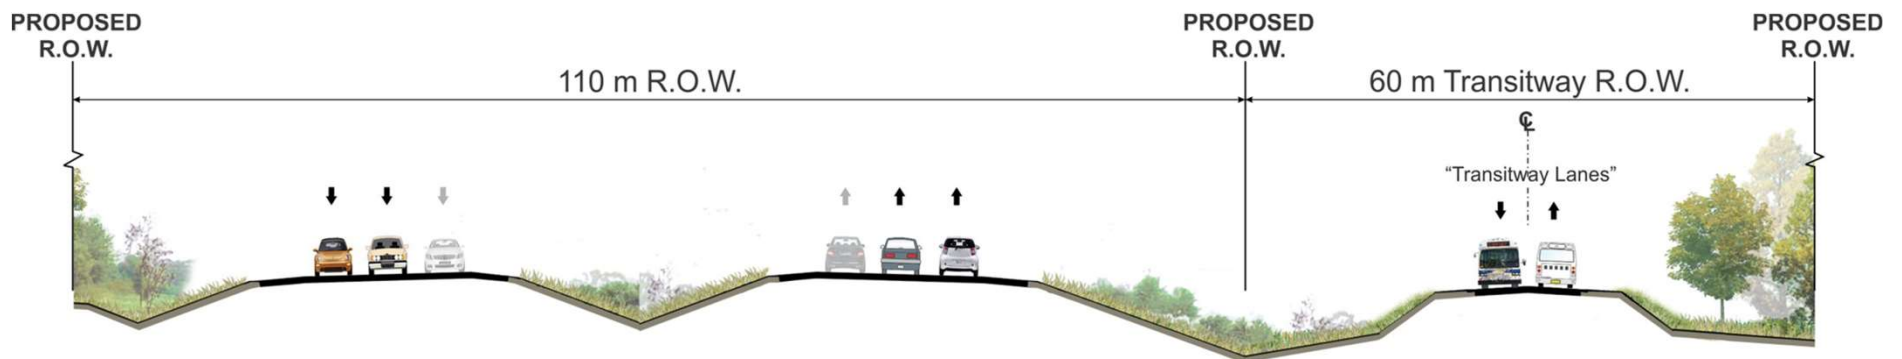 PROPOSED
R.O.W.
PROPOSED
R.O.W.
PROPOSED
R.O.W.
110 m R.O.W.
60 m Transitway R.O.W.
℄
“Transitway Lanes”